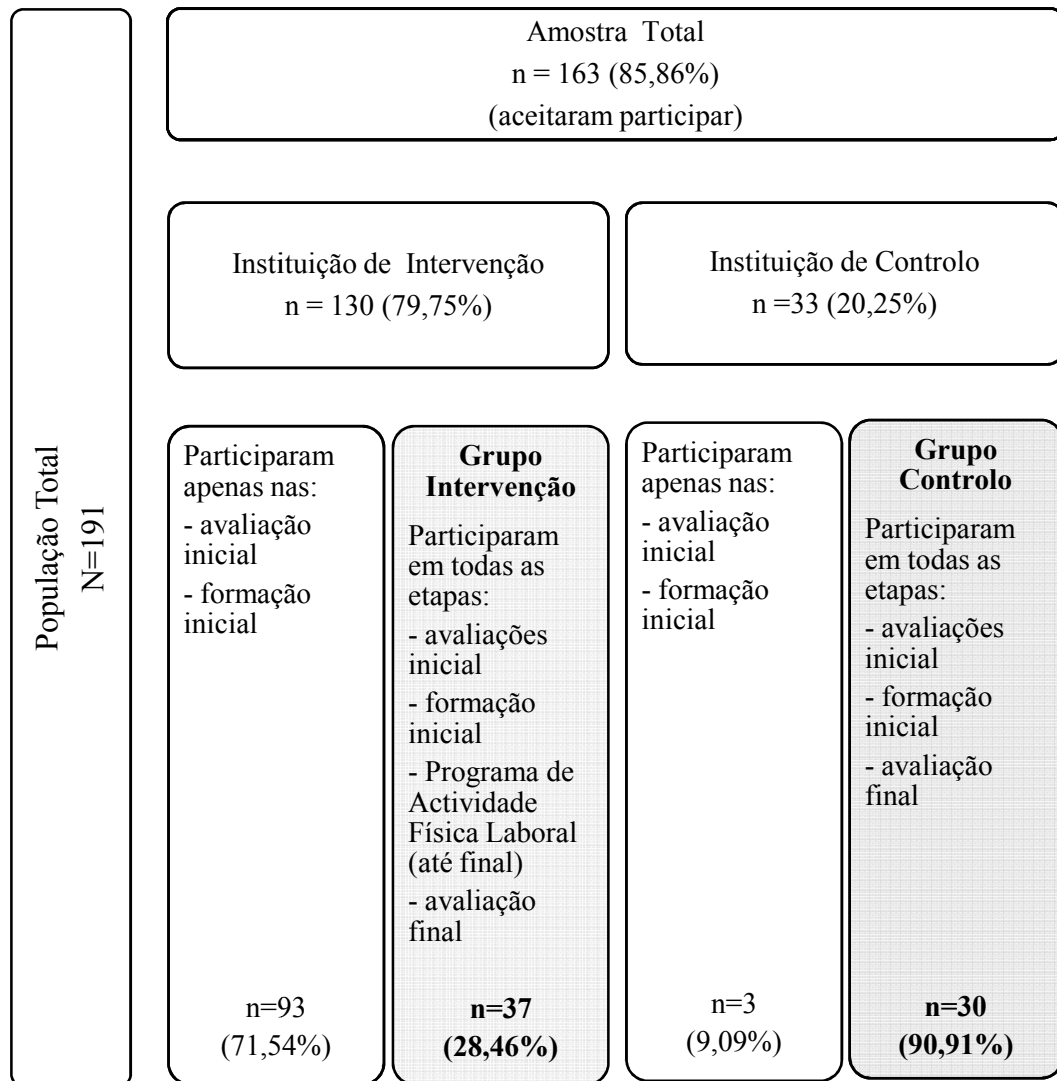 População Total
N=191
Amostra Total
n = 163 (85,86%)
(aceitaram participar)
Instituição de Intervenção
n = 130 (79,75%)
Instituição de Controlo
n =33 (20,25%)
Participaram
apenas nas:
- avaliação
inicial
- formação
inicial
n=93
(71,54%)
Grupo
Intervenção
Participaram
em todas as
etapas:
- avaliações
inicial
- formação
inicial
- Programa de
Actividade
Física Laboral
(até final)
- avaliação
final
n=37
(28,46%)
Participaram
apenas nas:
- avaliação
inicial
- formação
inicial
n=3
(9,09%)
Grupo
Controlo
Participaram
em todas as
etapas:
- avaliações
inicial
- formação
inicial
- avaliação
final
n=30
(90,91%)